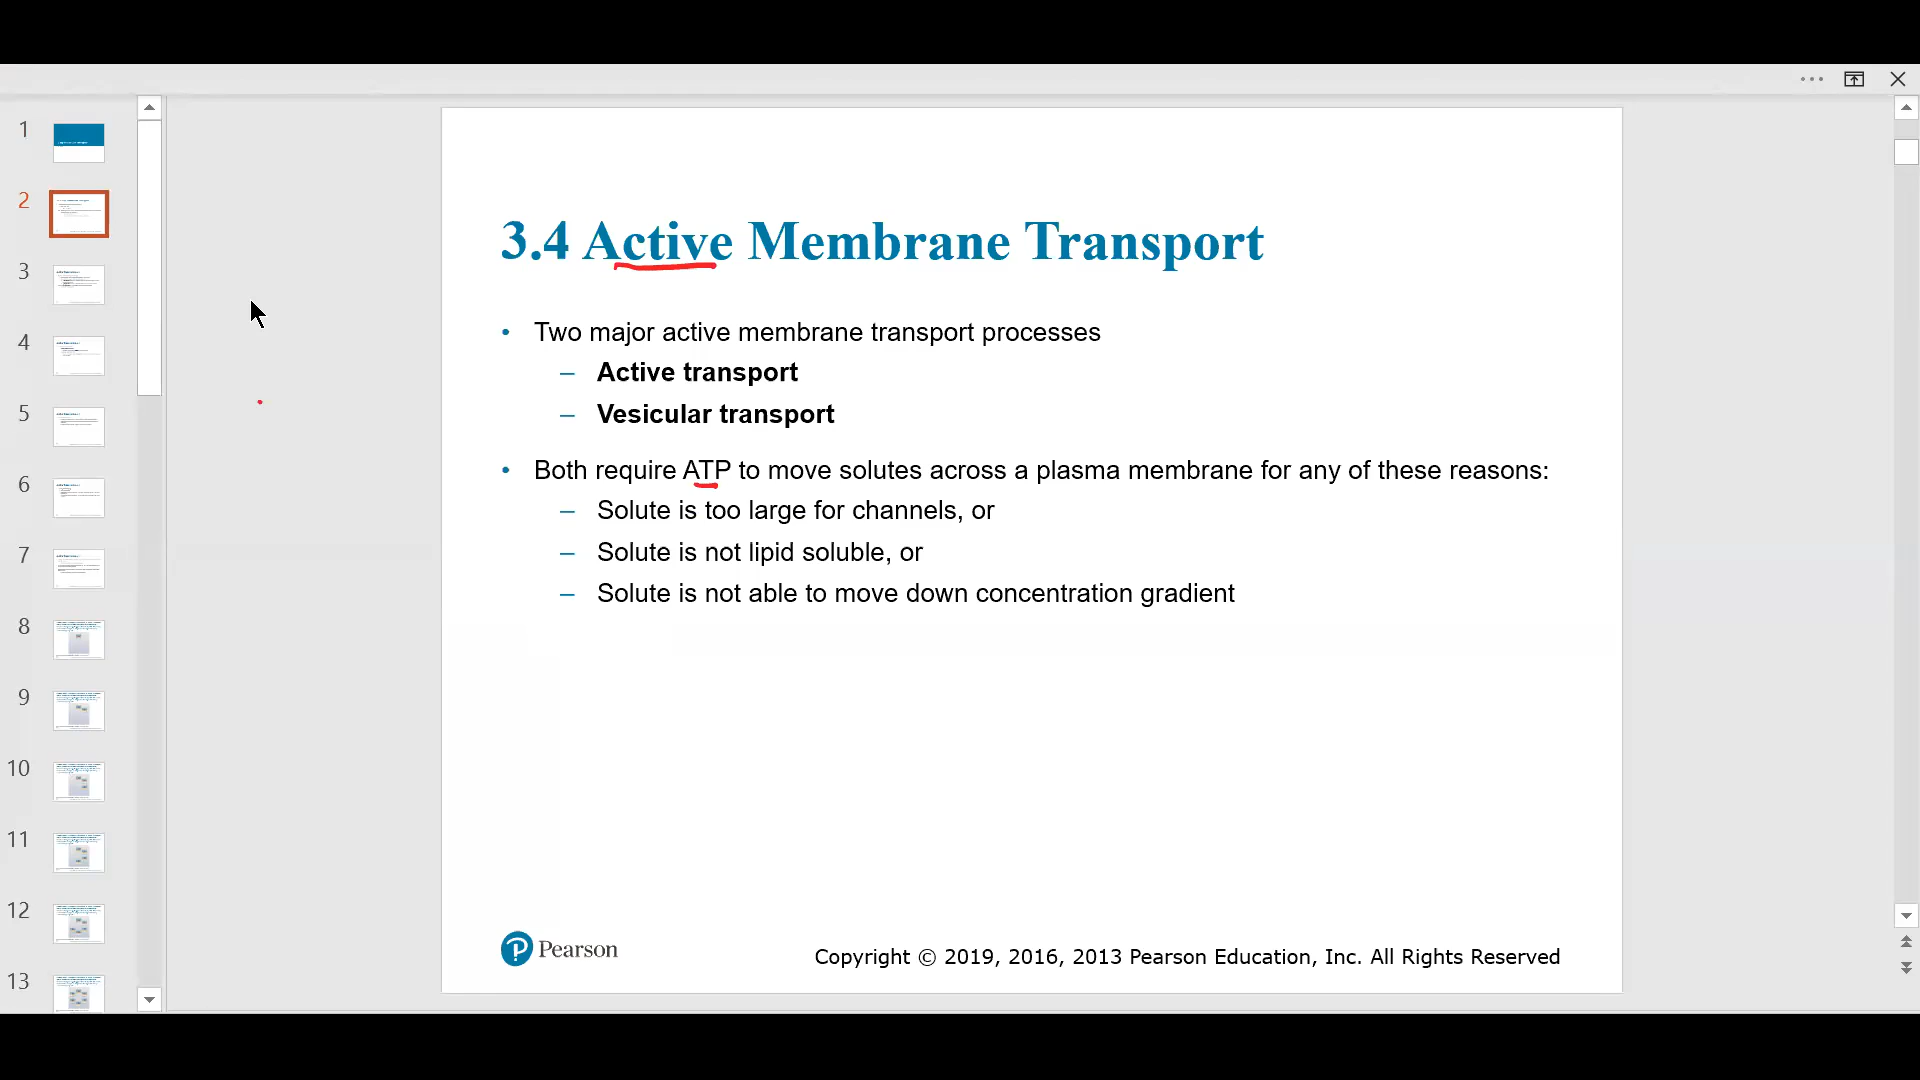 1
2
3
4
5
6
7
8
9
10
11
12
13
3.4 Active Membrane Transport
• Two major active membrane transport processes
– Active transport
– Vesicular transport
• Both require ATP to move solutes across a plasma membrane for any of these reasons:
– Solute is too large for channels, or
– Solute is not lipid soluble, or
– Solute is not able to move down concentration gradient
Pearson
Copyright © 2019, 2016, 2013 Pearson Education, Inc. All Rights Reserved